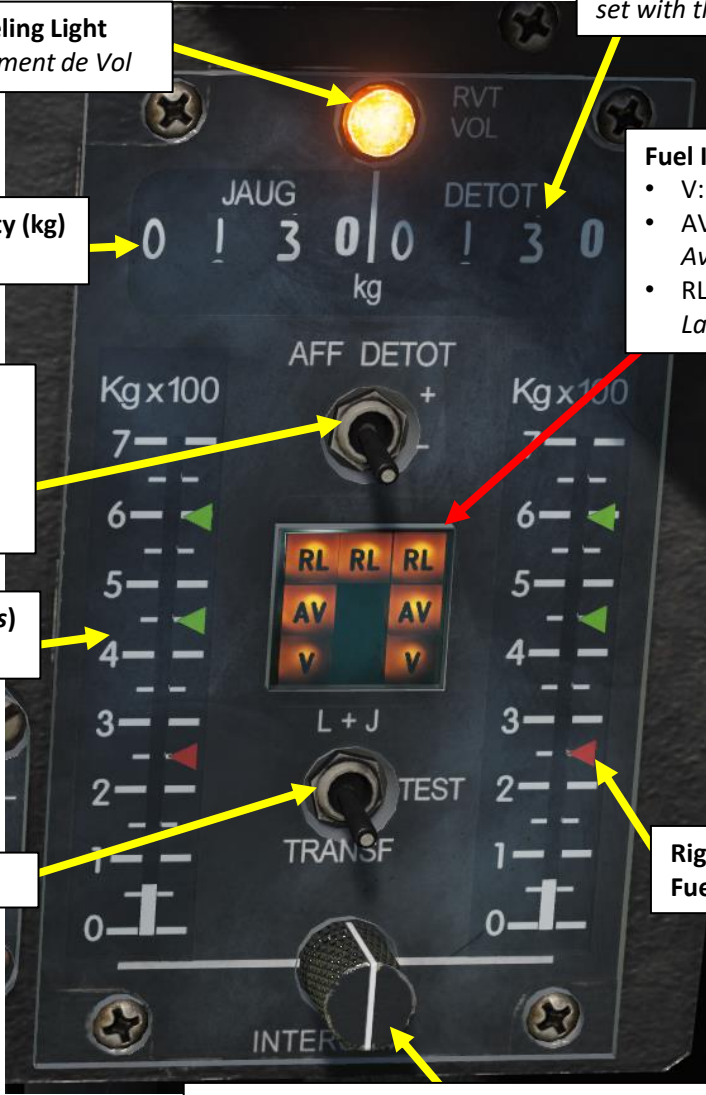 set with th
ling Light
ment de Vol
RVT
VOL
Fuel I
• V:
• AV
Av
• RL
La
ty (kg)
JAUG DETOT
0 1 3 0 0 1 3 0
kg
AFF DETOT
+
-
Kg x 100
7
6
5
4
3
2
1
0
Kg x 100
7
6
5
4
3
2
1
0
RL RL RL
AV AV
V V
s)
L + J
TEST
TRANSF
Rig
Fue
INTER